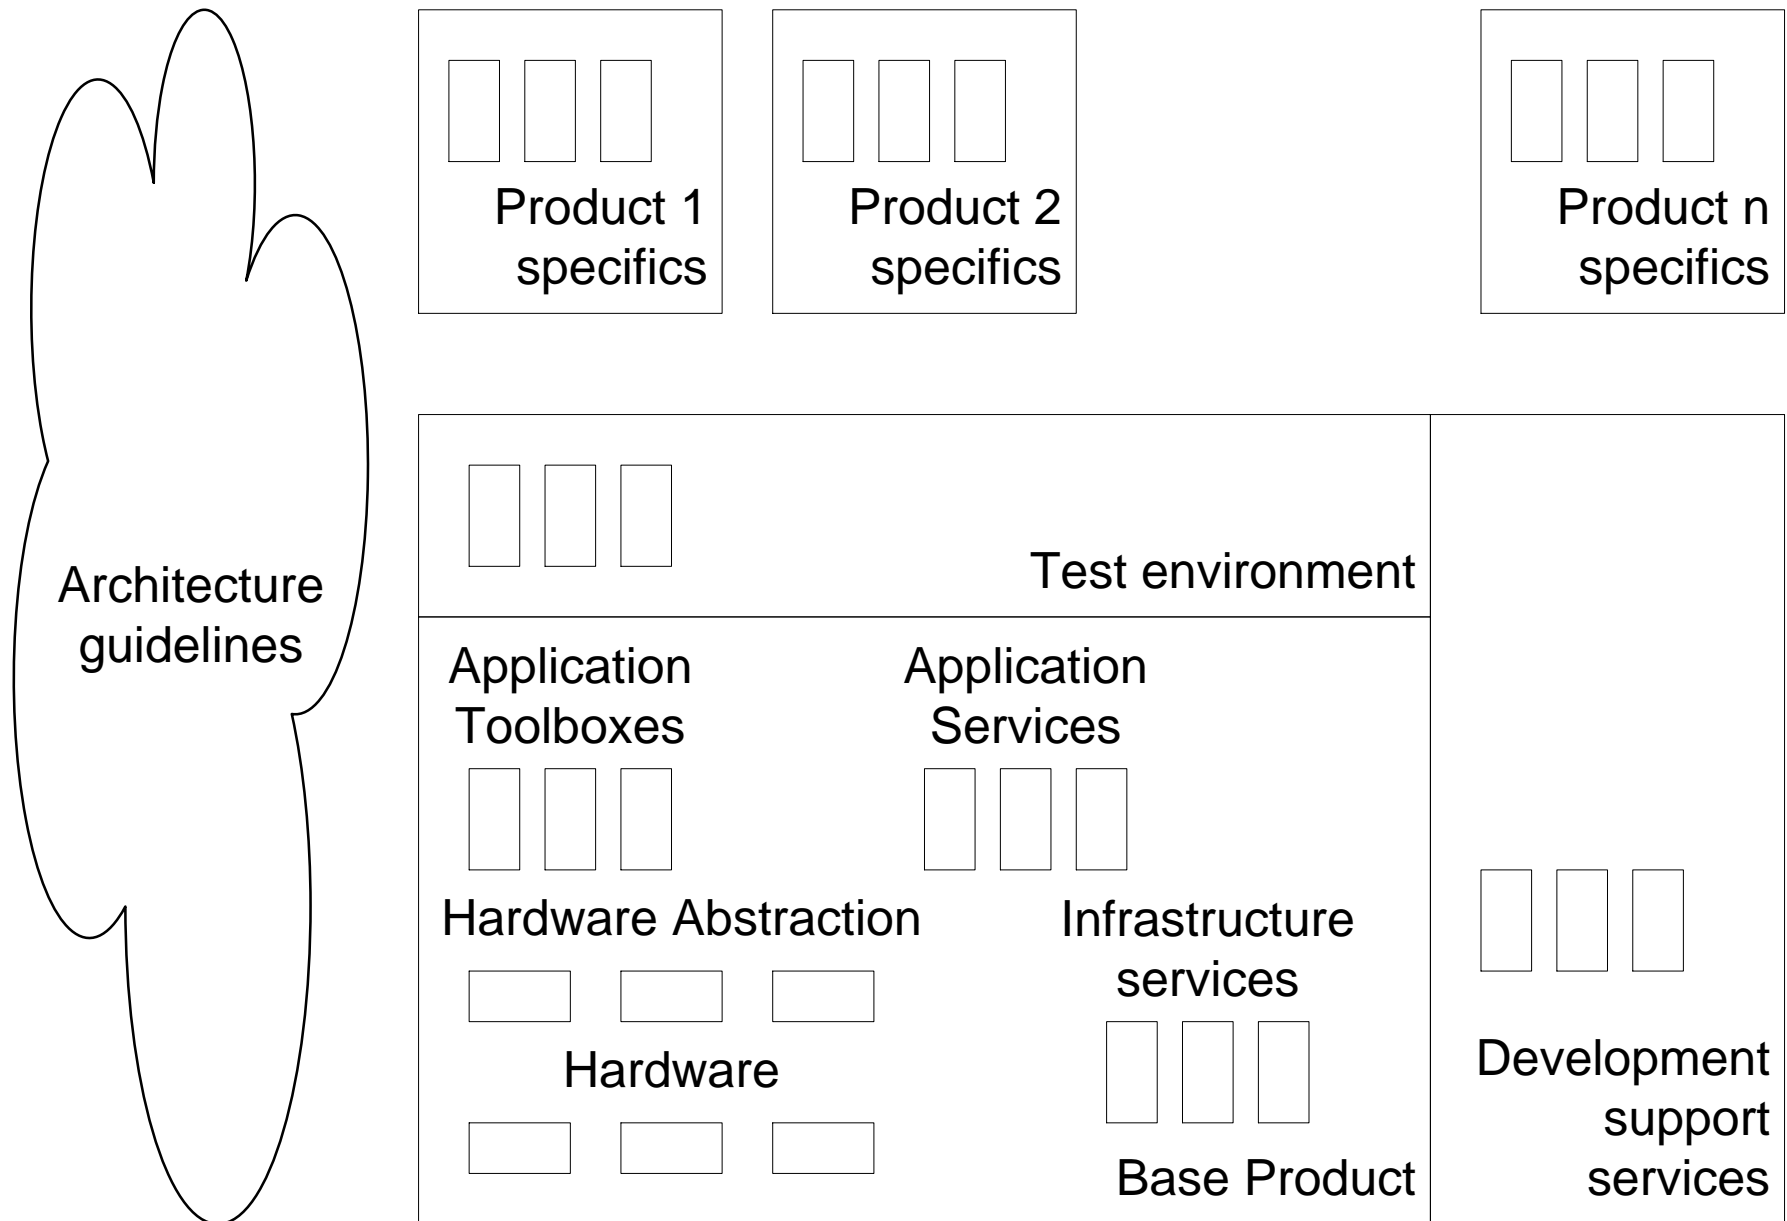 Product 1
specifics
Product 2
specifics
Product n
specifics
Architecture
guidelines
Test environment
Application
Toolboxes
Application
Services
Hardware Abstraction
Infrastructure
services
Hardware
Base Product
Development
support
services